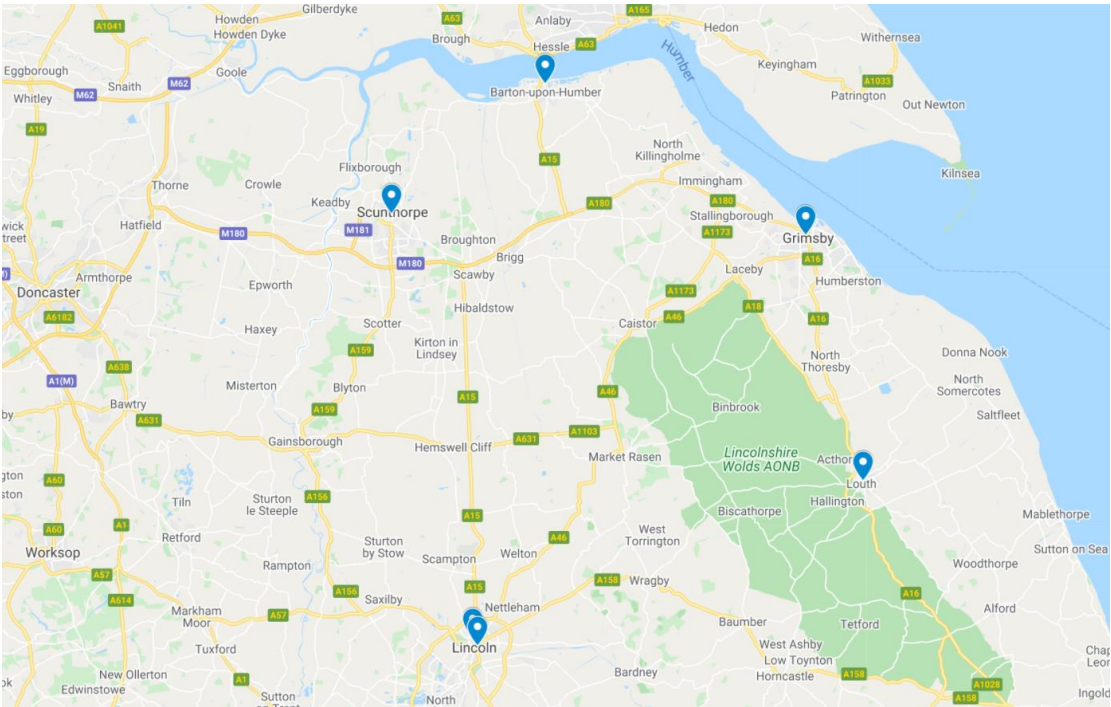 Gilberdyke
A165
Howden
A63
Anlaby
A1041
Howden Dyke
Hedon
Brough
Hessle
A63
Withernsea
Humber
Eggborough
Goole
Keyingham
Snaith
M62
A1033
Whitley
M62
Barton-upon-Humber
Patrington
Out Newton
A19
North
Killingholme
A15
Flixborough
Kilnsea
Thorne
Crowle
Immingham
Keadby
A180
A180
Scunthorpe
Stallingborough
Hatfield
M181
M180
A1173
Grimsby
Broughton
Brigg
A16
M180
Laceby
Scawby
Armthorpe
Humberston
Doncaster
Epworth
A1173
Hibaldstow
A18
A6182
Scotter
Caistor
A46
A16
Haxey
Kirton in
Lindsey
A159
Donna Nook
North
Thoresby
A638
A1(M)
Misterton
Blyton
North
Somercotes
A15
A46
Bawtry
A159
Binbrook
Saltfleet
A631
A1103
Gainsborough
A631
Hemswell Cliff
Market Rasen
Lincolnshire
Wolds AONB
A60
Louth
A156
Tiln
Sturton
le Steeple
Hallington
Biscathorpe
A15
Mablethorpe
A1
A60
Retford
West
Torrington
A46
Sturton
by Stow
Worksop
Sutton on Sea
Scampton
Welton
Rampton
Woodthorpe
A57
A158
Wragby
A15
A156
A16
A614
Saxilby
Nettleham
Markham
Moor
A57
Alford
Baumber
Tetford
Tuxford
Lincoln
West Ashby
Low Toynton
New Ollerton
Bardney
Horncastle
A158
A1
A1028
Edwinstowe
Sutton
North
A158